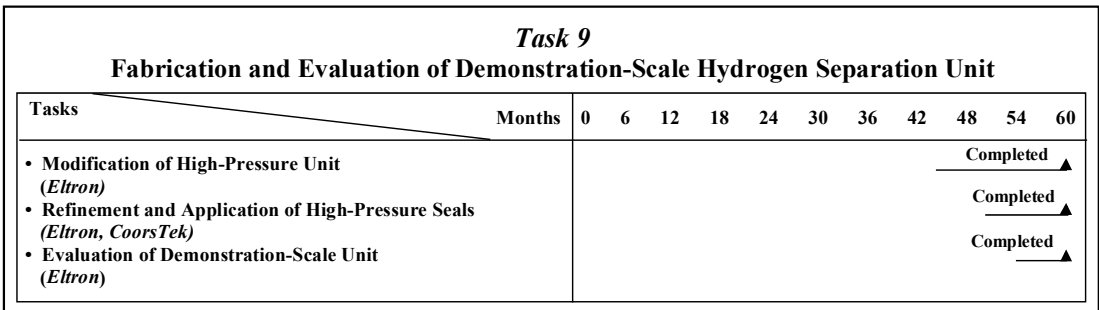 Task 9
Fabrication and Evaluation of Demonstration-Scale Hydrogen Separation Unit
Tasks Months 0 6 12 18 24 30 36 42 48 54 60
• Modification of High-Pressure Unit Completed
(Eltron)
• Refinement and Application of High-Pressure Seals Completed
(Eltron, CoorsTek)
• Evaluation of Demonstration-Scale Unit Completed
(Eltron)